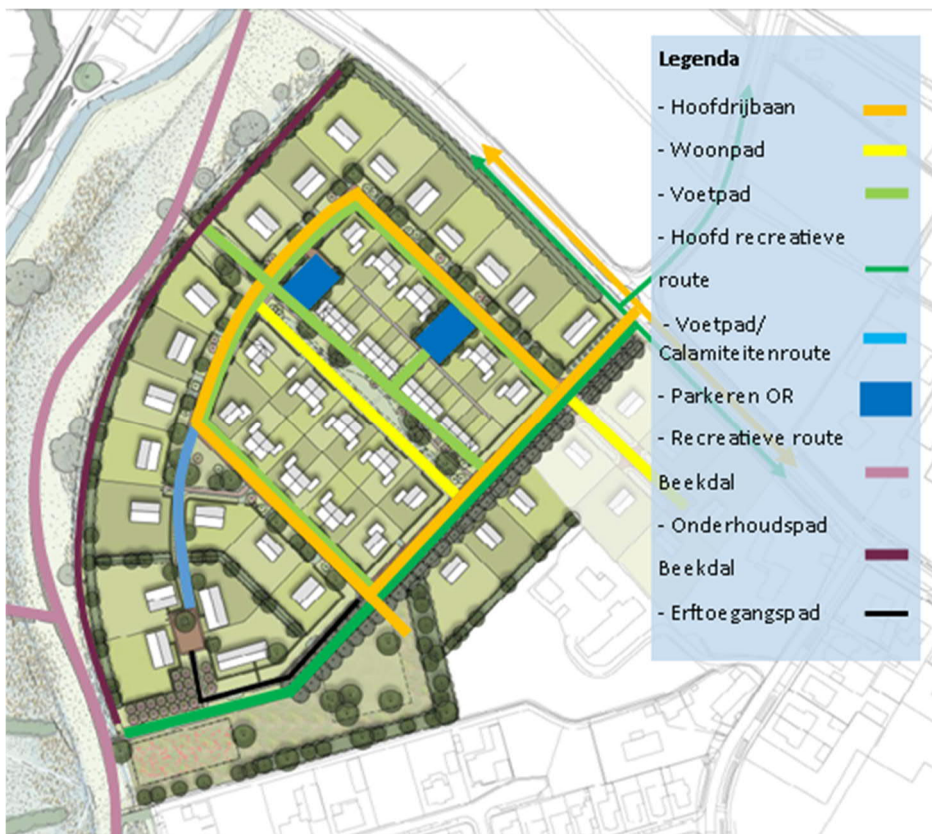 Legenda
- Hoofdrijbaan
- Woonpad
- Voetpad
- Hoofd recreatieve
route
- Voetpad/
Calamiteitenroute
- Parkeren OR
- Recreatieve route
Beekdal
- Onderhoudspad
Beekdal
- Erftoegangspad